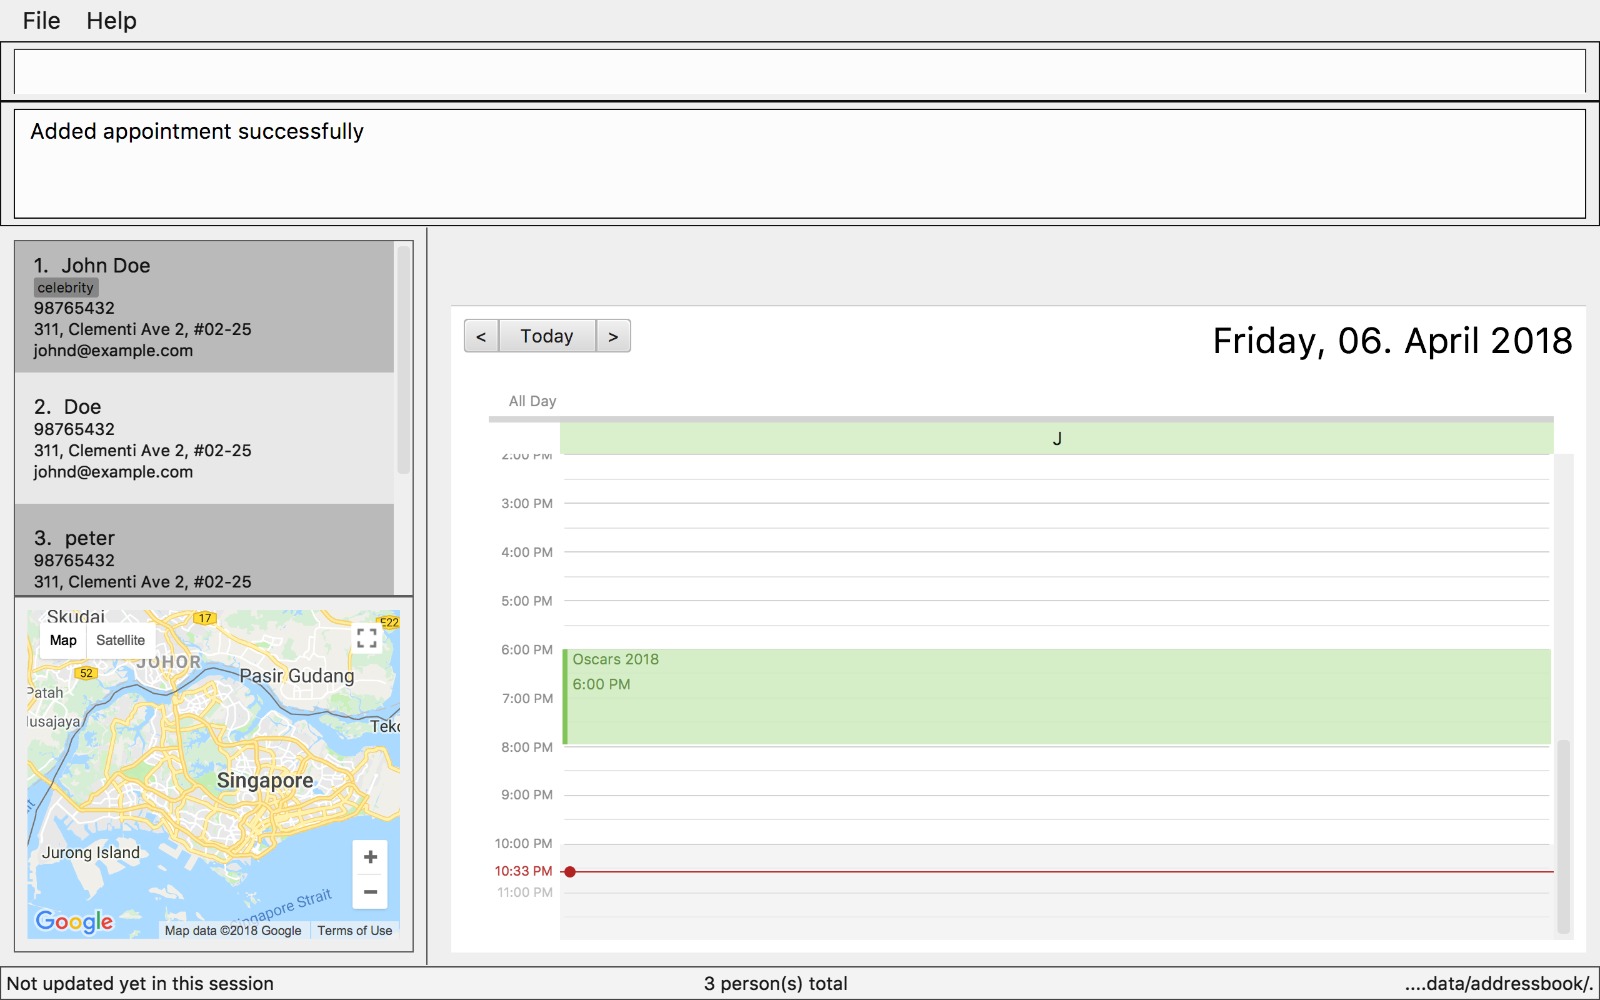 File Help
Added appointment successfully
1. John Doe
celebrity
98765432
311, Clementi Ave 2, #02-25
johnd@example.com
2. Doe
98765432
311, Clementi Ave 2, #02-25
johnd@example.com
3. peter
98765432
311, Clementi Ave 2, #02-25
Skudai
17
E22
Map Satellite
JOHOR
52
Pasir Gudang
Patah
lusajaya
Teko
Singapore
Jurong Island
+
−
Singapore Strait
Google
Map data ©2018 Google Terms of Use
< Today >
Friday, 06. April 2018
All Day
J
2:00 PM
3:00 PM
4:00 PM
5:00 PM
6:00 PM
Oscars 2018
6:00 PM
7:00 PM
8:00 PM
9:00 PM
10:00 PM
10:33 PM
11:00 PM
Not updated yet in this session
3 person(s) total
....data/addressbook/.